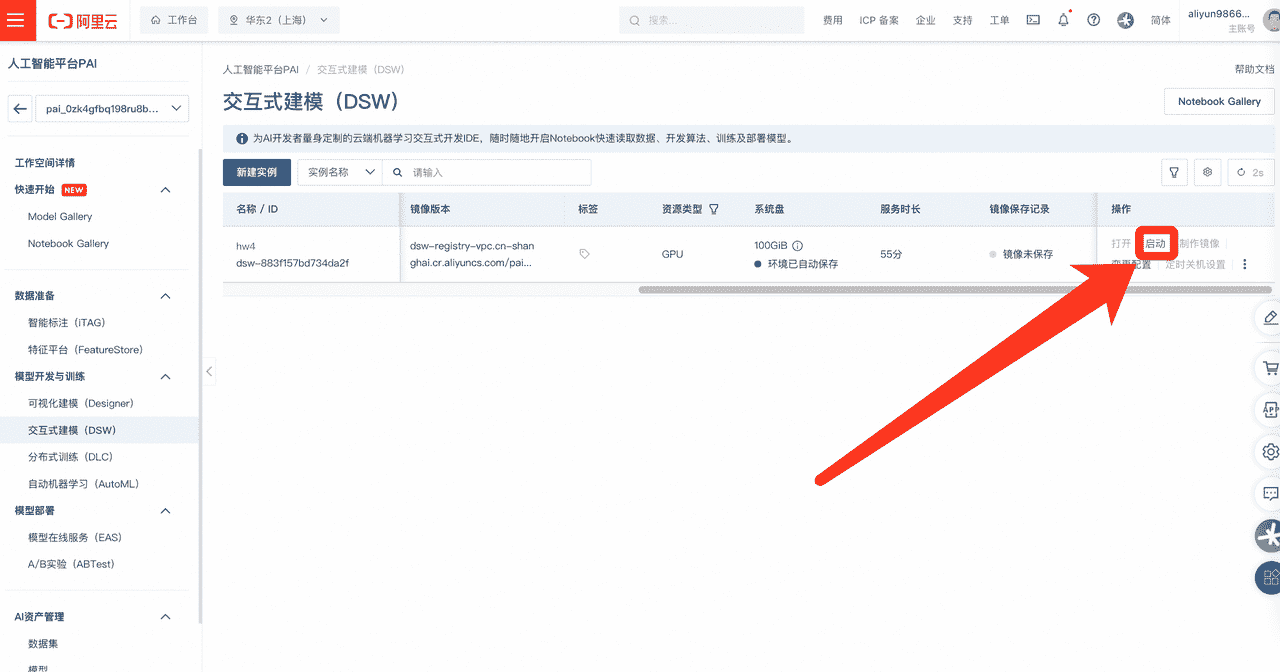 阿里云
工作台
华东2（上海）
搜索...
费用
ICP 备案
企业
支持
工单
简体
aliyun9866...
主账号
人工智能平台PAI
pai_0zk4gfbq198ru8b...
工作空间详情
快速开始 NEW
Model Gallery
Notebook Gallery
数据准备
智能标注（iTAG）
特征平台（FeatureStore）
模型开发与训练
可视化建模（Designer）
交互式建模（DSW）
分布式训练（DLC）
自动机器学习（AutoML）
模型部署
模型在线服务（EAS）
A/B实验（ABTest）
AI资产管理
数据集
模型
人工智能平台PAI / 交互式建模（DSW）
帮助文档
交互式建模（DSW）
Notebook Gallery
为AI开发者量身定制的云端机器学习交互式开发IDE，随时随地开启Notebook快速读取数据、开发算法、训练及部署模型。
新建实例
实例名称
请输入
2s
名称 / ID
镜像版本
标签
资源类型
系统盘
服务时长
镜像保存记录
操作
hw4
dsw-883f157bd734da2f
dsw-registry-vpc.cn-shan
ghai.cr.aliyuncs.com/pai...
GPU
100GiB
环境已自动保存
55分
镜像未保存
打开
启动
制作镜像
变更配置
定时关机设置
APP